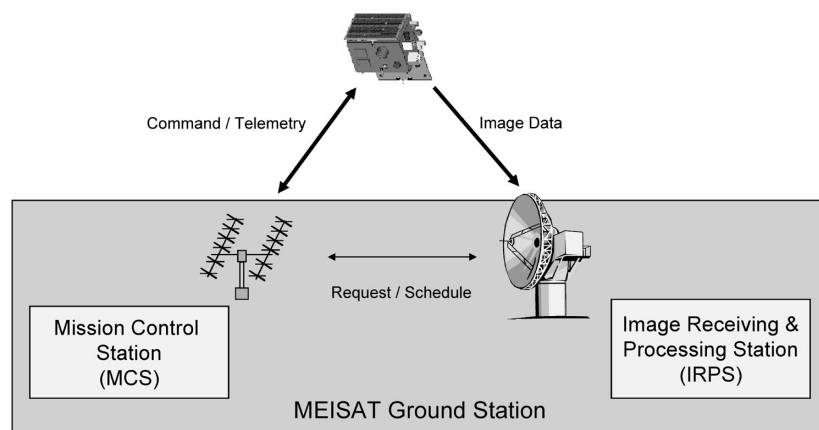 Command / Telemetry
Image Data
Request / Schedule
Mission Control
Station
(MCS)
Image Receiving &
Processing Station
(IRPS)
MEISAT Ground Station